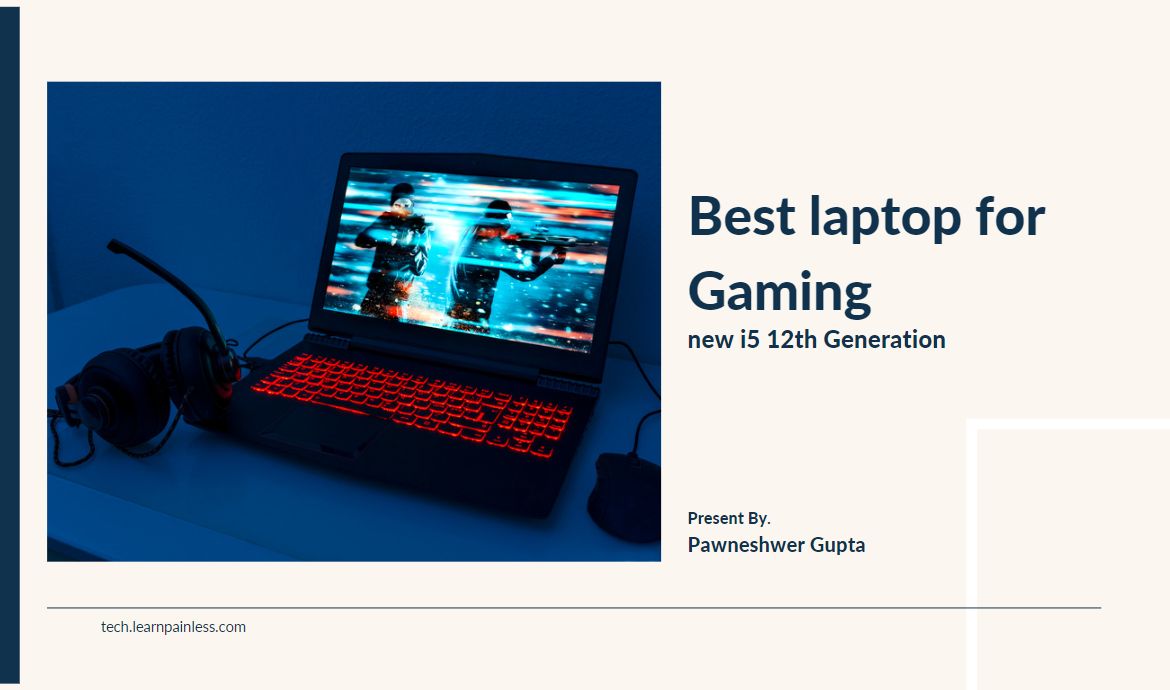 Best laptop for
Gaming
new i5 12th Generation
Present By.
Pawneshwer Gupta
tech.learnpainless.com